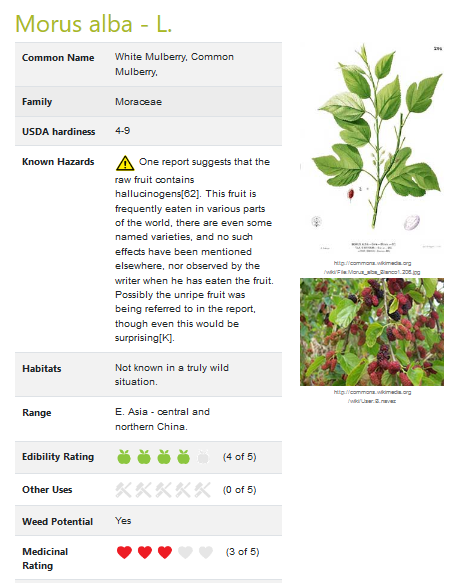 Morus alba - L.
Common Name
White Mulberry, Common
Mulberry,
Family
Moraceae
USDA hardiness
4-9
Known Hazards
One report suggests that the
raw fruit contains
hallucinogens[62]. This fruit is
frequently eaten in various parts
of the world, there are even some
named varieties, and no such
effects have been mentioned
elsewhere, nor observed by the
writer when he has eaten the fruit.
Possibly the unripe fruit was
being referred to in the report,
though even this would be
surprising[K].
Habitats
Not known in a truly wild
situation.
Range
E. Asia - central and
northern China.
Edibility Rating
(4 of 5)
Other Uses
(0 of 5)
Weed Potential
Yes
Medicinal
Rating
(3 of 5)
http://commons.wikimedia.org
/wiki/File:Morus_alba_Blanco1.206.jpg
http://commons.wikimedia.org
/wiki/User:B.navez